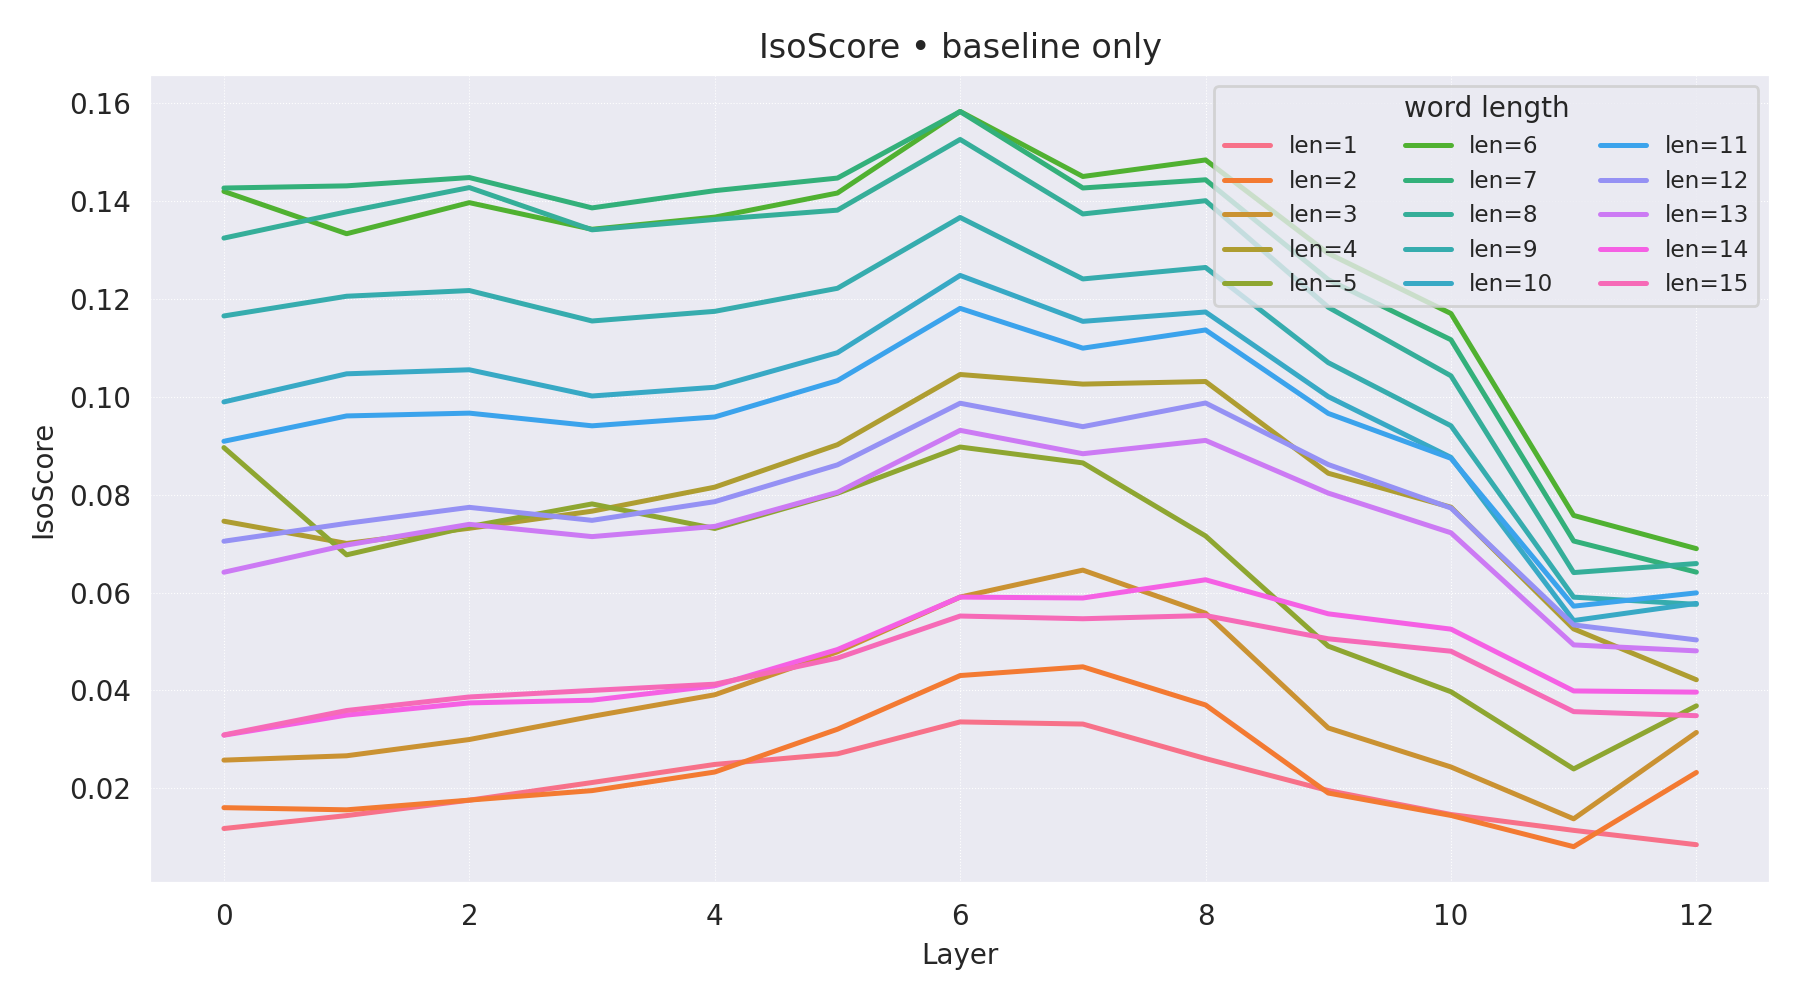 IsoScore • baseline only
IsoScore
0.16
0.14
0.12
0.10
0.08
0.06
0.04
0.02
word length
len=1
len=2
len=3
len=4
len=5
len=6
len=7
len=8
len=9
len=10
len=11
len=12
len=13
len=14
len=15
0 2 4 6 8 10 12
Layer